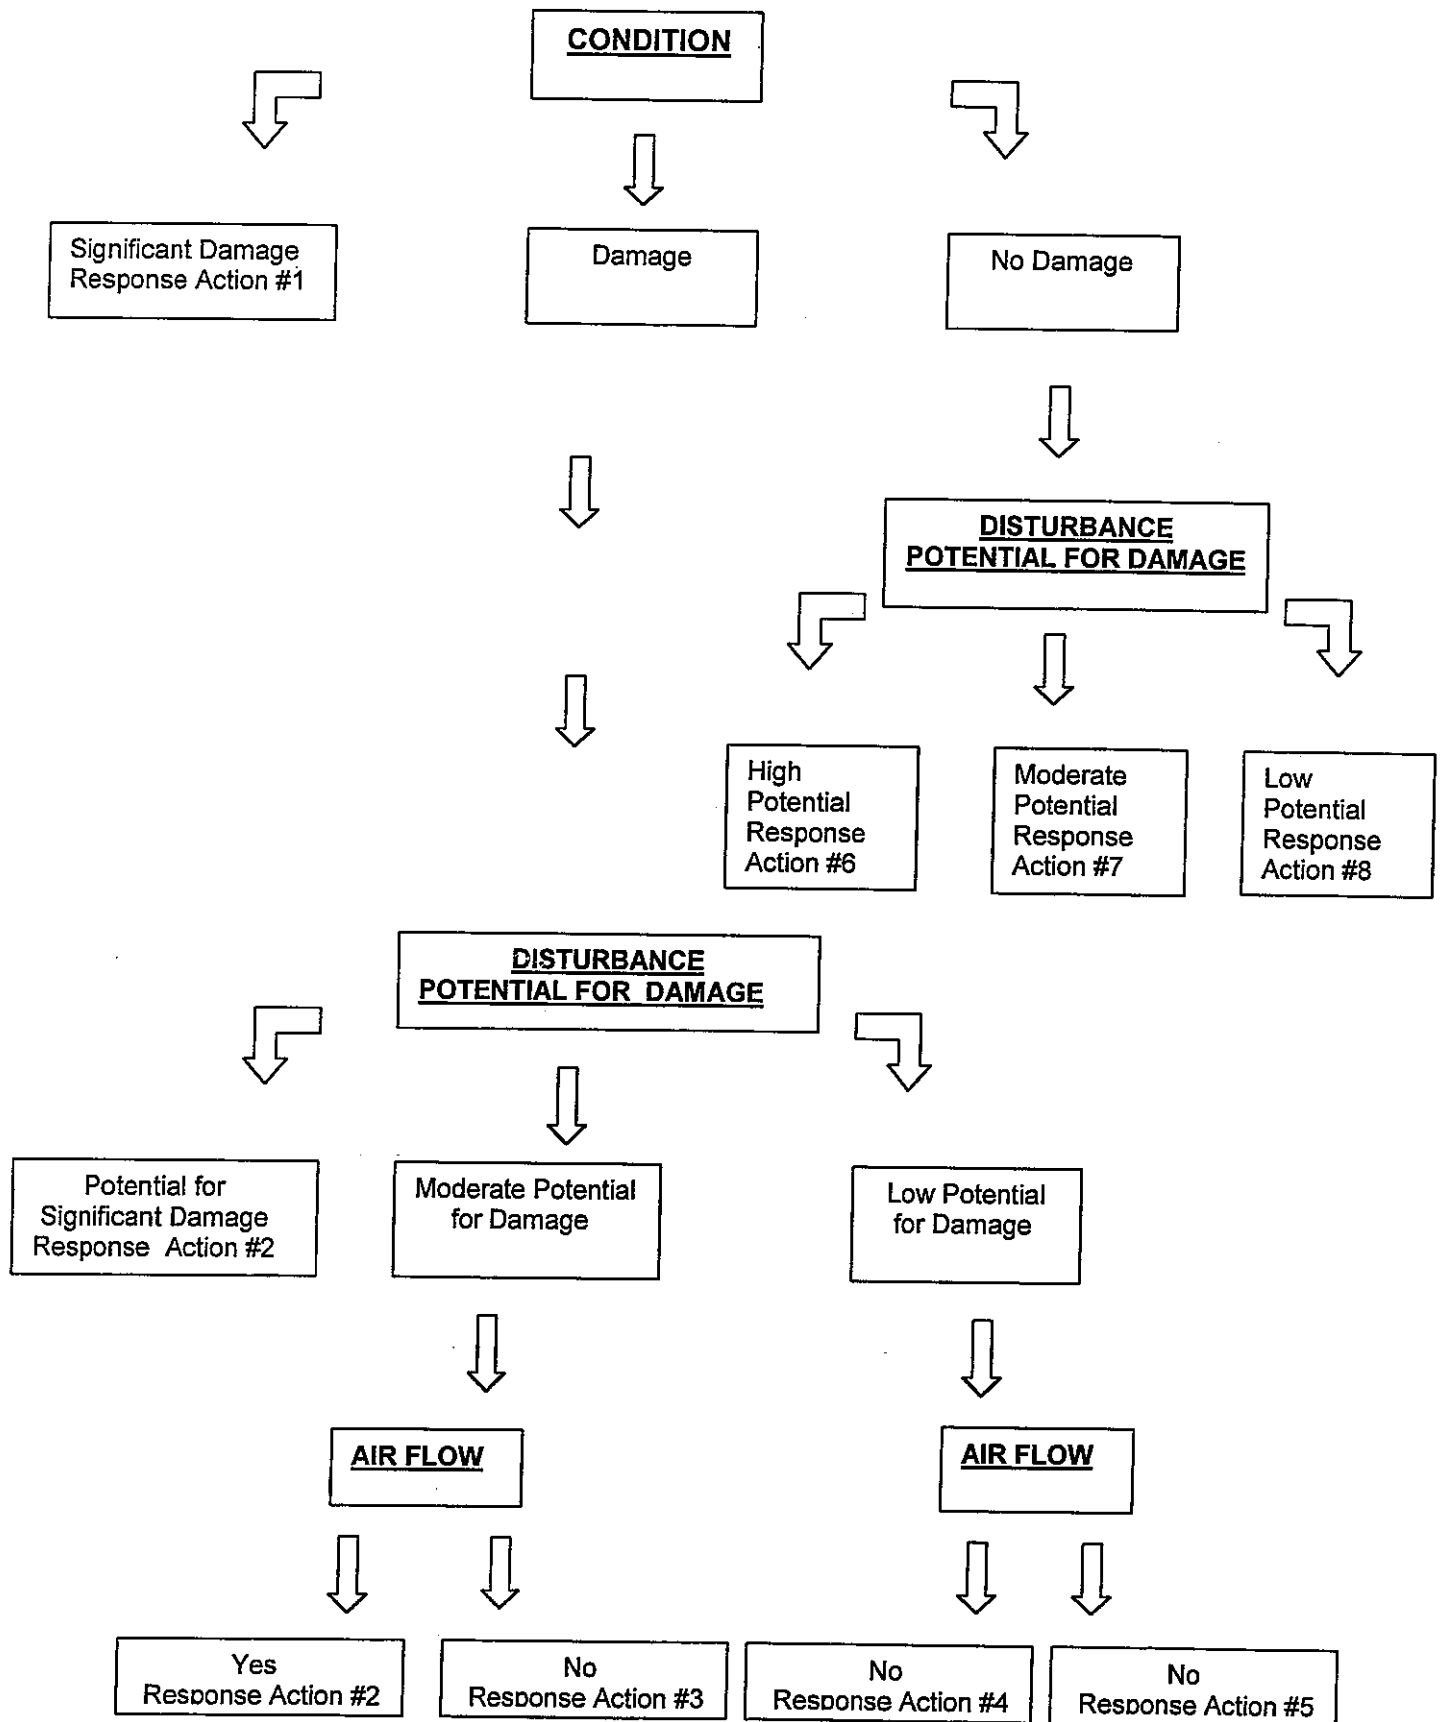 CONDITION
Significant Damage
Response Action #1
Damage
No Damage
DISTURBANCE
POTENTIAL FOR DAMAGE
High
Potential
Response
Action #6
Moderate
Potential
Response
Action #7
Low
Potential
Response
Action #8
DISTURBANCE
POTENTIAL FOR DAMAGE
Potential for
Significant Damage
Response Action #2
Moderate Potential
for Damage
Low Potential
for Damage
AIR FLOW
AIR FLOW
Yes
Response Action #2
No
Response Action #3
No
Response Action #4
No
Response Action #5